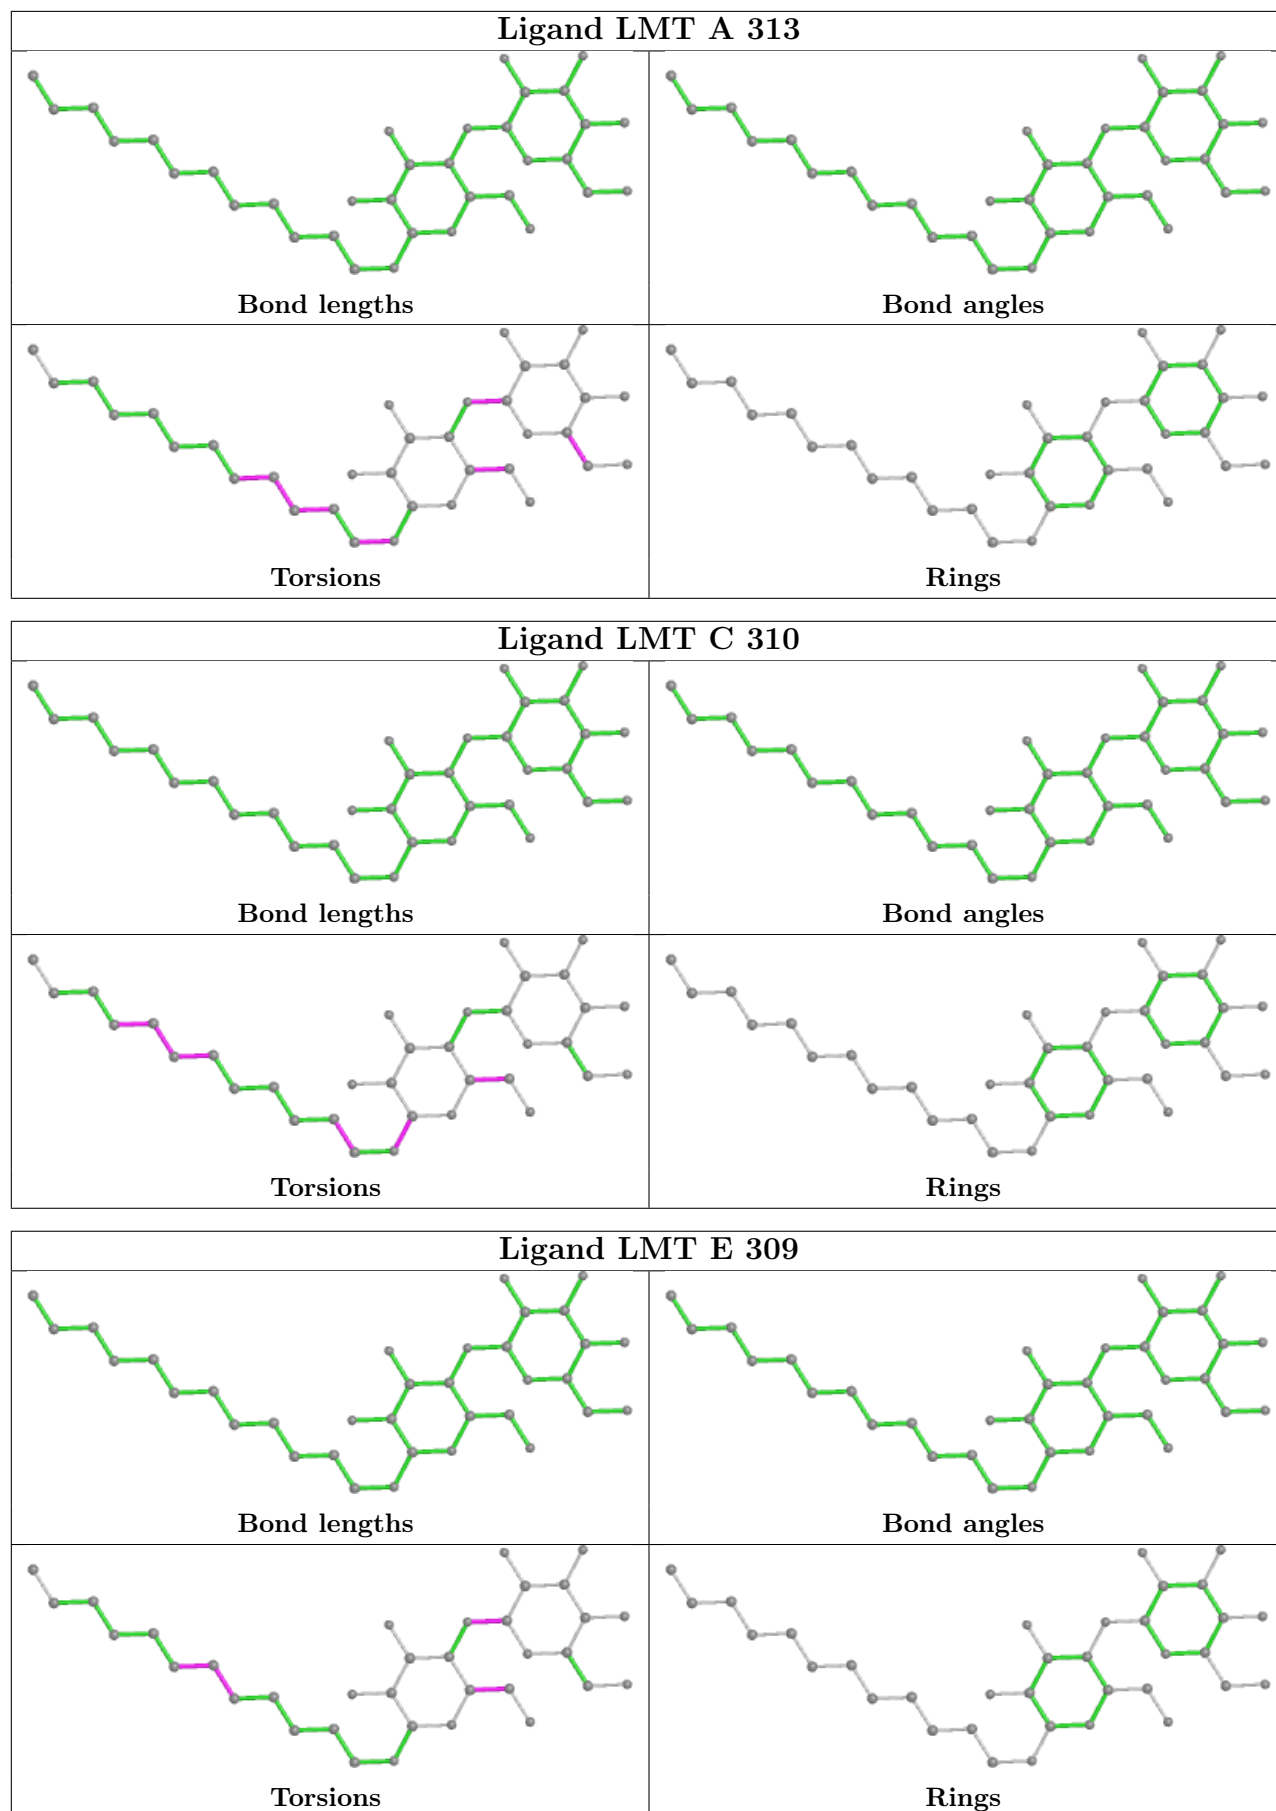 Ligand LMT A 313
Bond lengths
Bond angles
Torsions
Rings
Ligand LMT C 310
Bond lengths
Bond angles
Torsions
Rings
Ligand LMT E 309
Bond lengths
Bond angles
Torsions
Rings